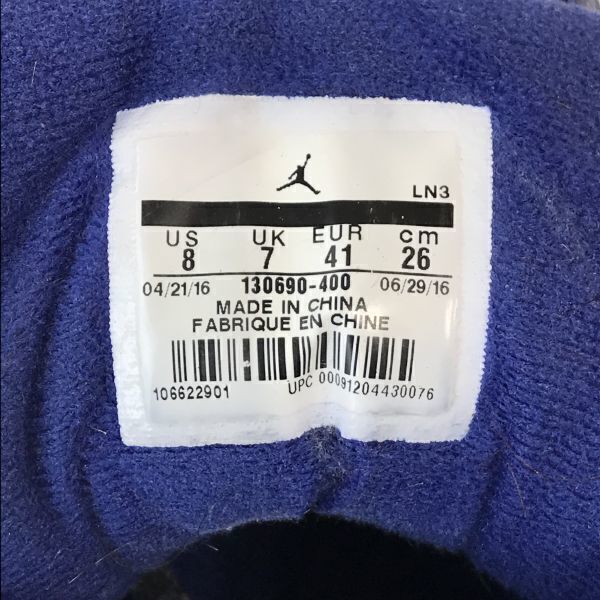 LN3
US UK EUR cm
8 7 41 26
04/21/16 130690-400 06/29/16
MADE IN CHINA
FABRIQUE EN CHINE
106622901 UPC 00091204430076